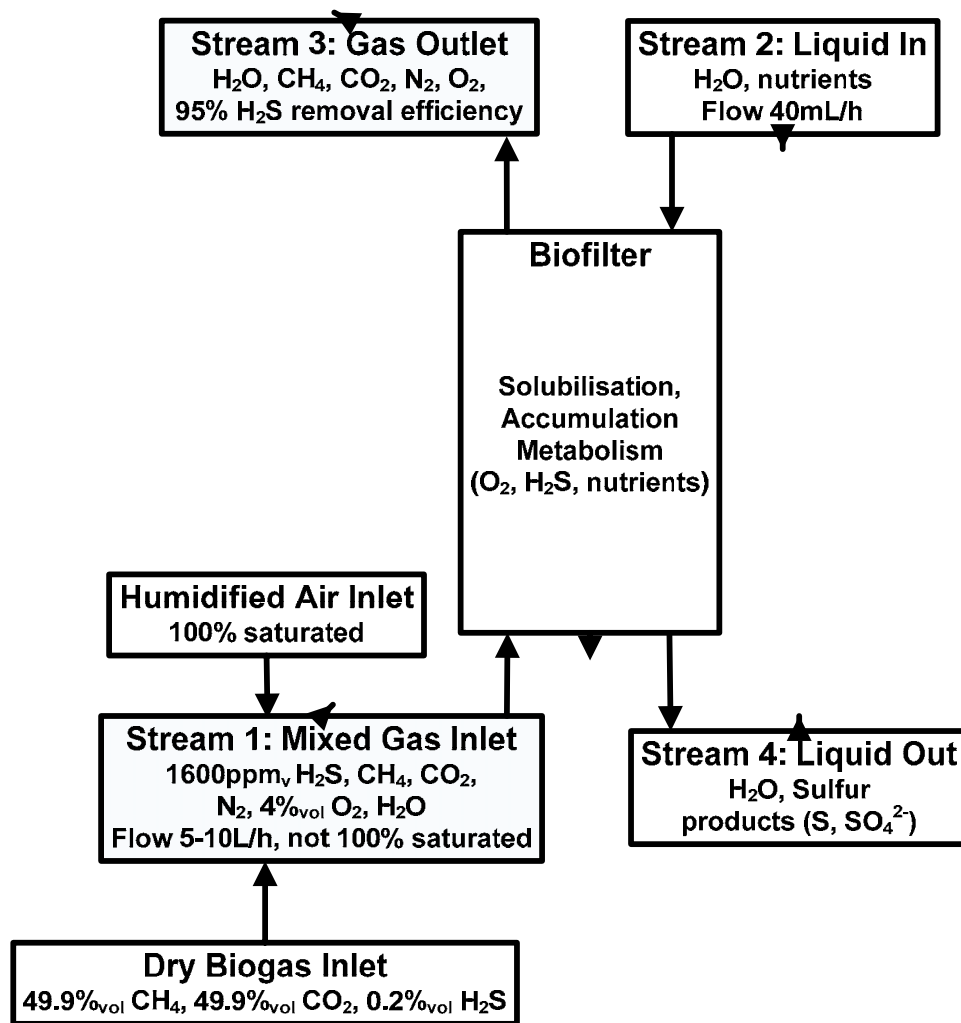 Stream 3: Gas Outlet
H₂O, CH₄, CO₂, N₂, O₂,
95% H₂S removal efficiency
Stream 2: Liquid In
H₂O, nutrients
Flow 40mL/h
Biofilter
Solubilisation,
Accumulation
Metabolism
(O₂, H₂S, nutrients)
Humidified Air Inlet
100% saturated
Stream 1: Mixed Gas Inlet
1600ppmᵥ H₂S, CH₄, CO₂,
N₂, 4%vol O₂, H₂O
Flow 5-10L/h, not 100% saturated
Stream 4: Liquid Out
H₂O, Sulfur
products (S, SO₄²⁻)
Dry Biogas Inlet
49.9%vol CH₄, 49.9%vol CO₂, 0.2%vol H₂S